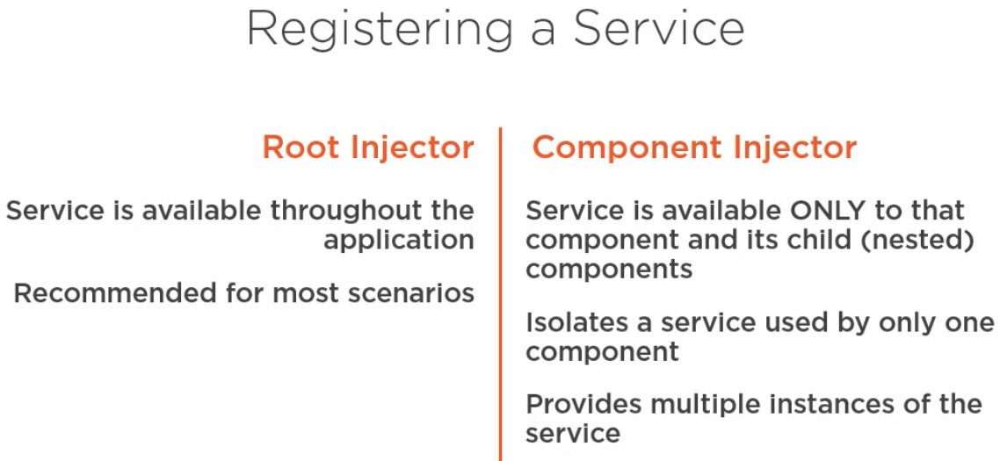 Registering a Service
Root Injector
Service is available throughout the
application
Recommended for most scenarios
Component Injector
Service is available ONLY to that
component and its child (nested)
components
Isolates a service used by only one
component
Provides multiple instances of the
service